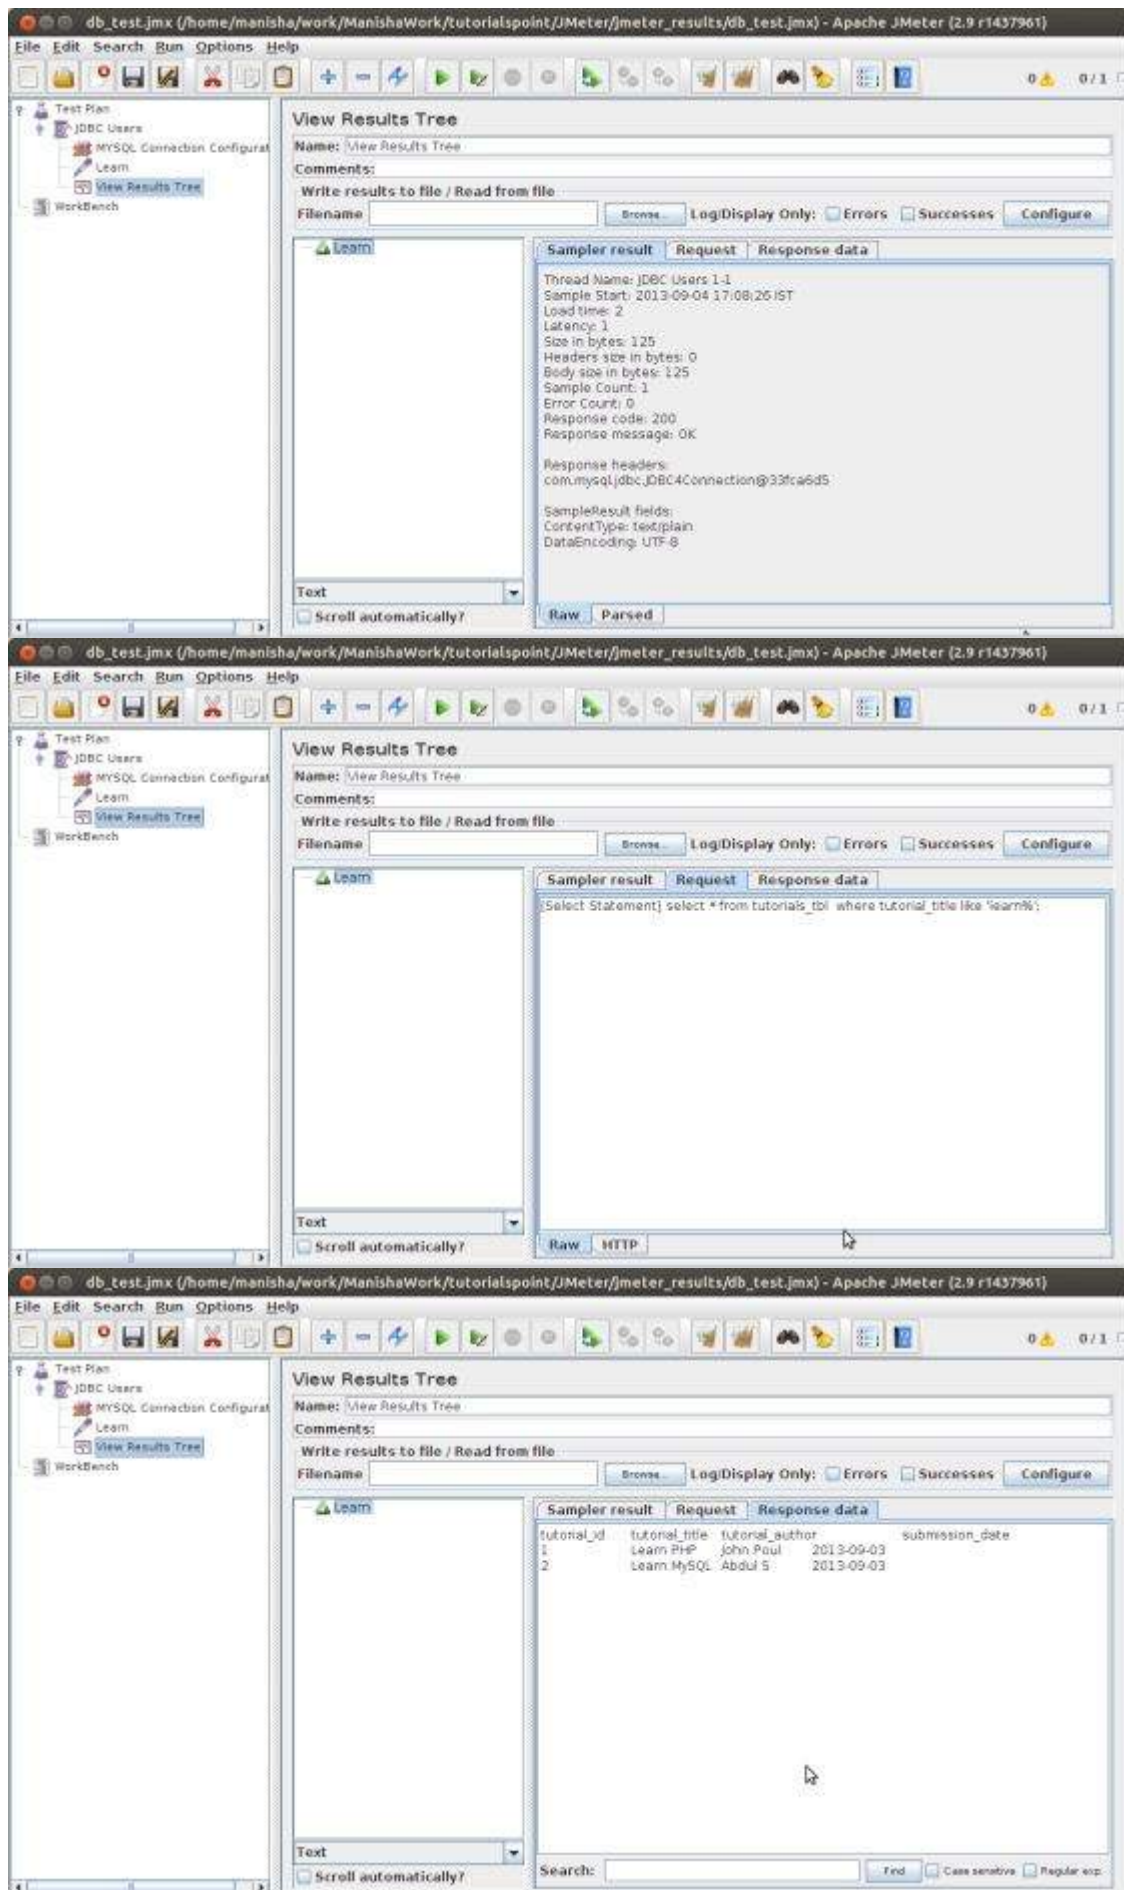 db_test.jmx (/home/manisha/work/ManishaWork/tutorialspoint/JMeter/jmeter_results/db_test.jmx) - Apache JMeter (2.9 r1437961)
File Edit Search Run Options Help
0 0 / 1
Test Plan
JDBC Users
MYSQL Connection Configurat
Learn
View Results Tree
WorkBench
View Results Tree
Name: View Results Tree
Comments:
Write results to file / Read from file
Filename Browse... Log/Display Only: Errors Successes Configure
Learn
Text
Scroll automatically?
Sampler result Request Response data
Thread Name: JDBC Users 1-1
Sample Start: 2013-09-04 17:08:26 IST
Load time: 2
Latency: 1
Size in bytes: 125
Headers size in bytes: 0
Body size in bytes: 125
Sample Count: 1
Error Count: 0
Response code: 200
Response message: OK
Response headers:
com.mysql.jdbc.JDBC4Connection@33fca6d5
SampleResult fields:
ContentType: text/plain
DataEncoding: UTF-8
Raw Parsed
db_test.jmx (/home/manisha/work/ManishaWork/tutorialspoint/JMeter/jmeter_results/db_test.jmx) - Apache JMeter (2.9 r1437961)
File Edit Search Run Options Help
0 0 / 1
Test Plan
JDBC Users
MYSQL Connection Configurat
Learn
View Results Tree
WorkBench
View Results Tree
Name: View Results Tree
Comments:
Write results to file / Read from file
Filename Browse... Log/Display Only: Errors Successes Configure
Learn
Text
Scroll automatically?
Sampler result Request Response data
[Select Statement] select * from tutorials_tbl where tutorial_title like 'learn%';
Raw HTTP
db_test.jmx (/home/manisha/work/ManishaWork/tutorialspoint/JMeter/jmeter_results/db_test.jmx) - Apache JMeter (2.9 r1437961)
File Edit Search Run Options Help
0 0 / 1
Test Plan
JDBC Users
MYSQL Connection Configurat
Learn
View Results Tree
WorkBench
View Results Tree
Name: View Results Tree
Comments:
Write results to file / Read from file
Filename Browse... Log/Display Only: Errors Successes Configure
Learn
Text
Scroll automatically?
Sampler result Request Response data
tutorial_id tutorial_title tutorial_author submission_date
1 Learn PHP John Poul 2013-09-03
2 Learn MySQL Abdul S 2013-09-03
Search: Find Case sensitive Regular exp.